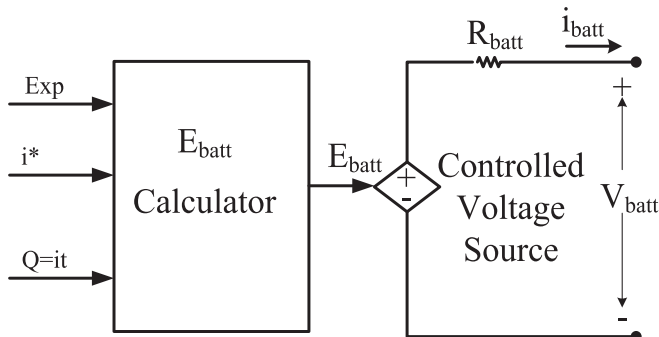 Exp
i*
Q=it
E_batt
Calculator
E_batt
+
-
Controlled
Voltage
Source
R_batt
i_batt
+
V_batt
-